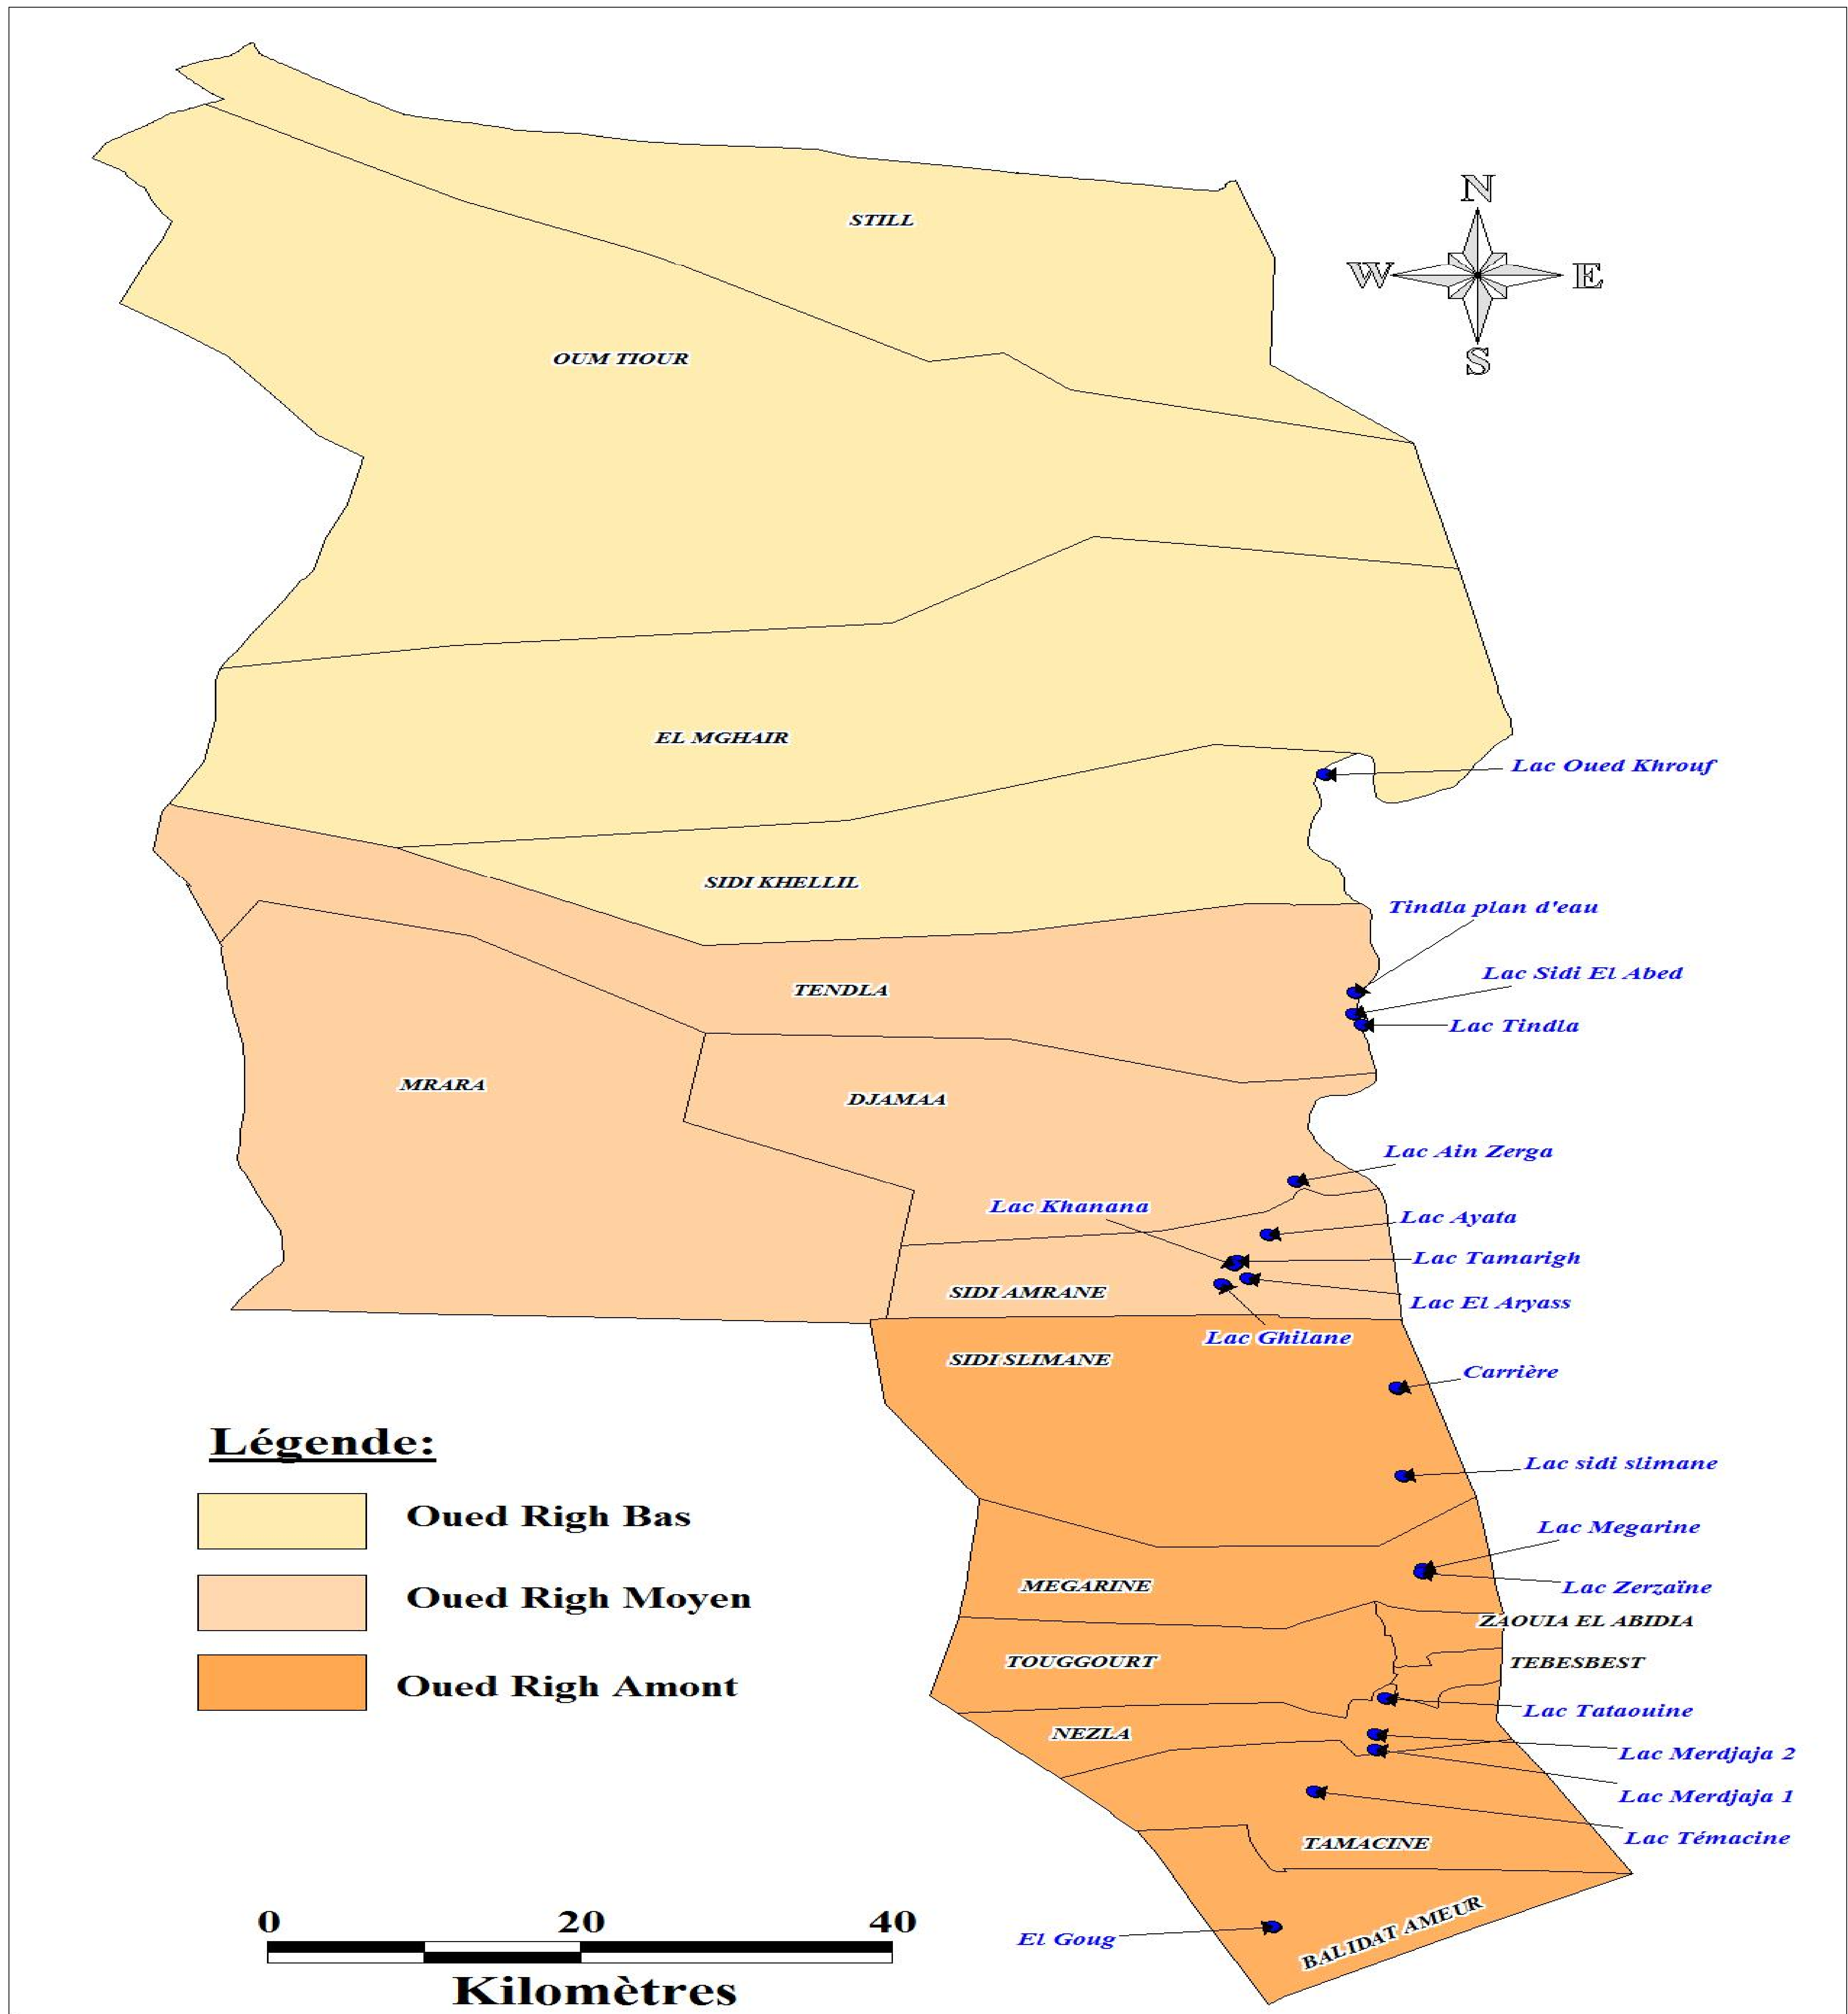 N
STILL
W
E
S
OUM TIOUR
EL MGHAIR
Lac Oued Khrouf
SIDI KHELLIL
Tindla plan d'eau
Lac Sidi El Abed
TENDLA
Lac Tindla
MRARA
DJAMAA
Lac Ain Zerga
Lac Khanana
Lac Ayata
Lac Tamarigh
SIDI AMRANE
Lac El Aryass
Lac Ghilane
SIDI SLIMANE
Carrière
Légende:
Lac sidi slimane
Oued Righ Bas
Lac Megarine
MEGARINE
Lac Zerzaïne
Oued Righ Moyen
ZAOUIA EL ABIDIA
TOUGGOURT
TEBESBEST
Oued Righ Amont
Lac Tataouine
NEZLA
Lac Merdjaja 2
Lac Merdjaja 1
Lac Témacine
TAMACINE
0 20 40
El Goug
BALIDAT AMEUR
Kilomètres